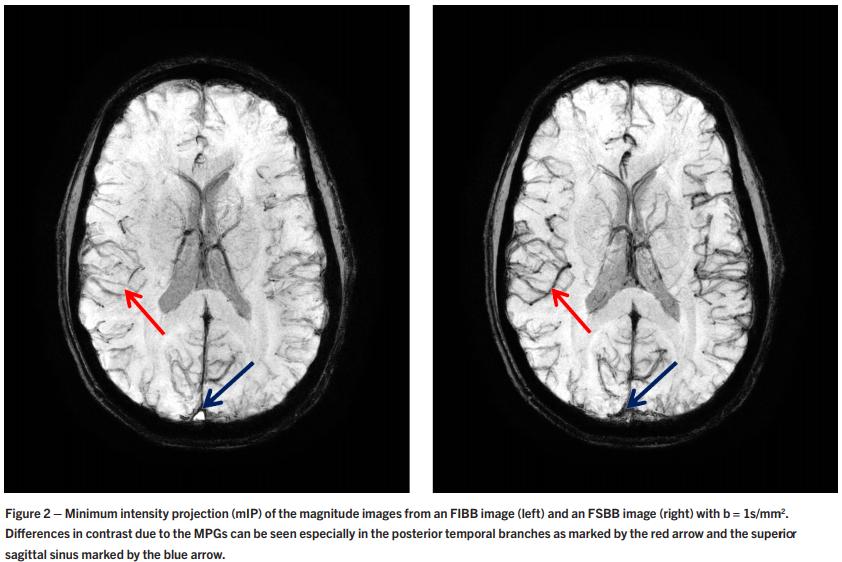 Figure 2 – Minimum intensity projection (mIP) of the magnitude images from an FIBB image (left) and an FSBB image (right) with b = 1s/mm².
Differences in contrast due to the MPGs can be seen especially in the posterior temporal branches as marked by the red arrow and the superior
sagittal sinus marked by the blue arrow.